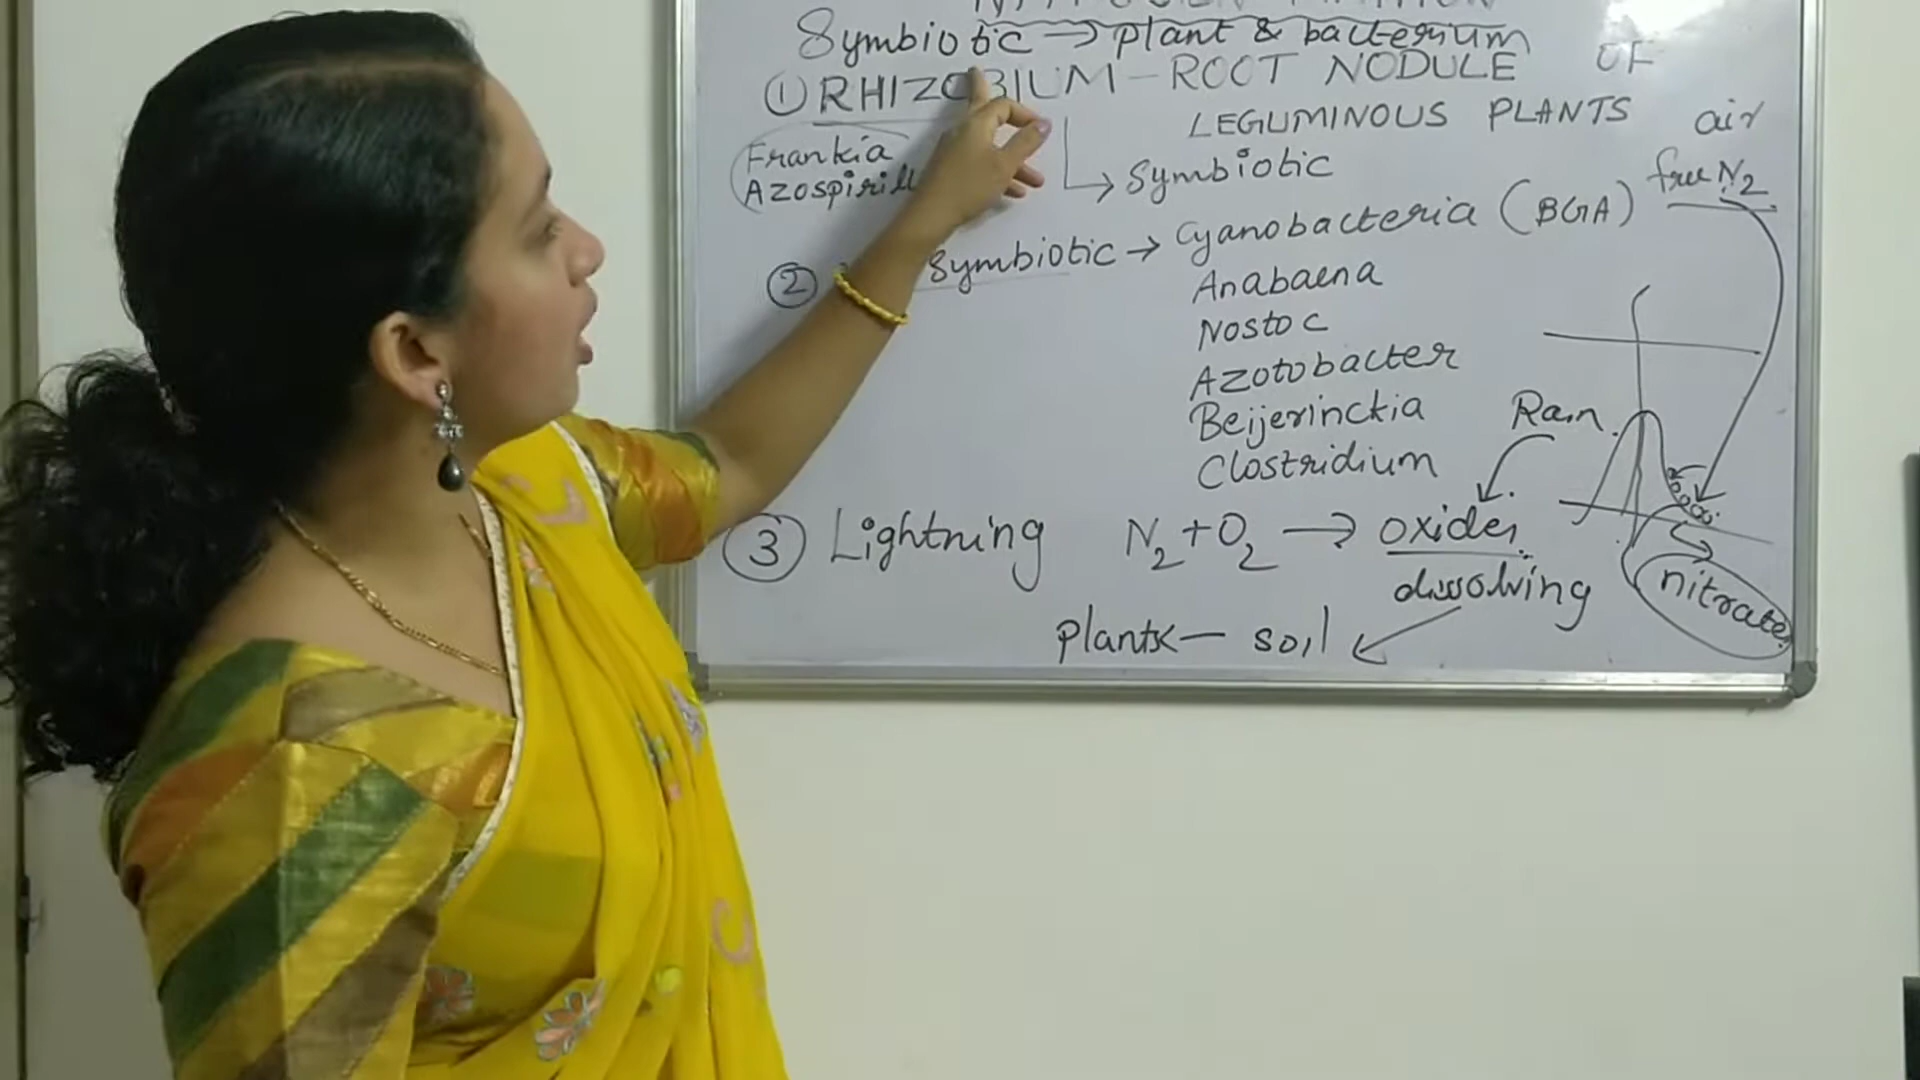 Symbiotic → plant & bacterium
① RHIZOBIUM - ROOT NODULE OF
LEGUMINOUS PLANTS
Frankia
→ Symbiotic
② symbiotic → Cyanobacteria (BGA)
Anabaena
Nostoc
Azotobacter
Beijerinckia
Clostridium
③ Lightning N₂ + O₂ → oxides
dissolving
plants - soil
air
free N₂
Rain
nitrates